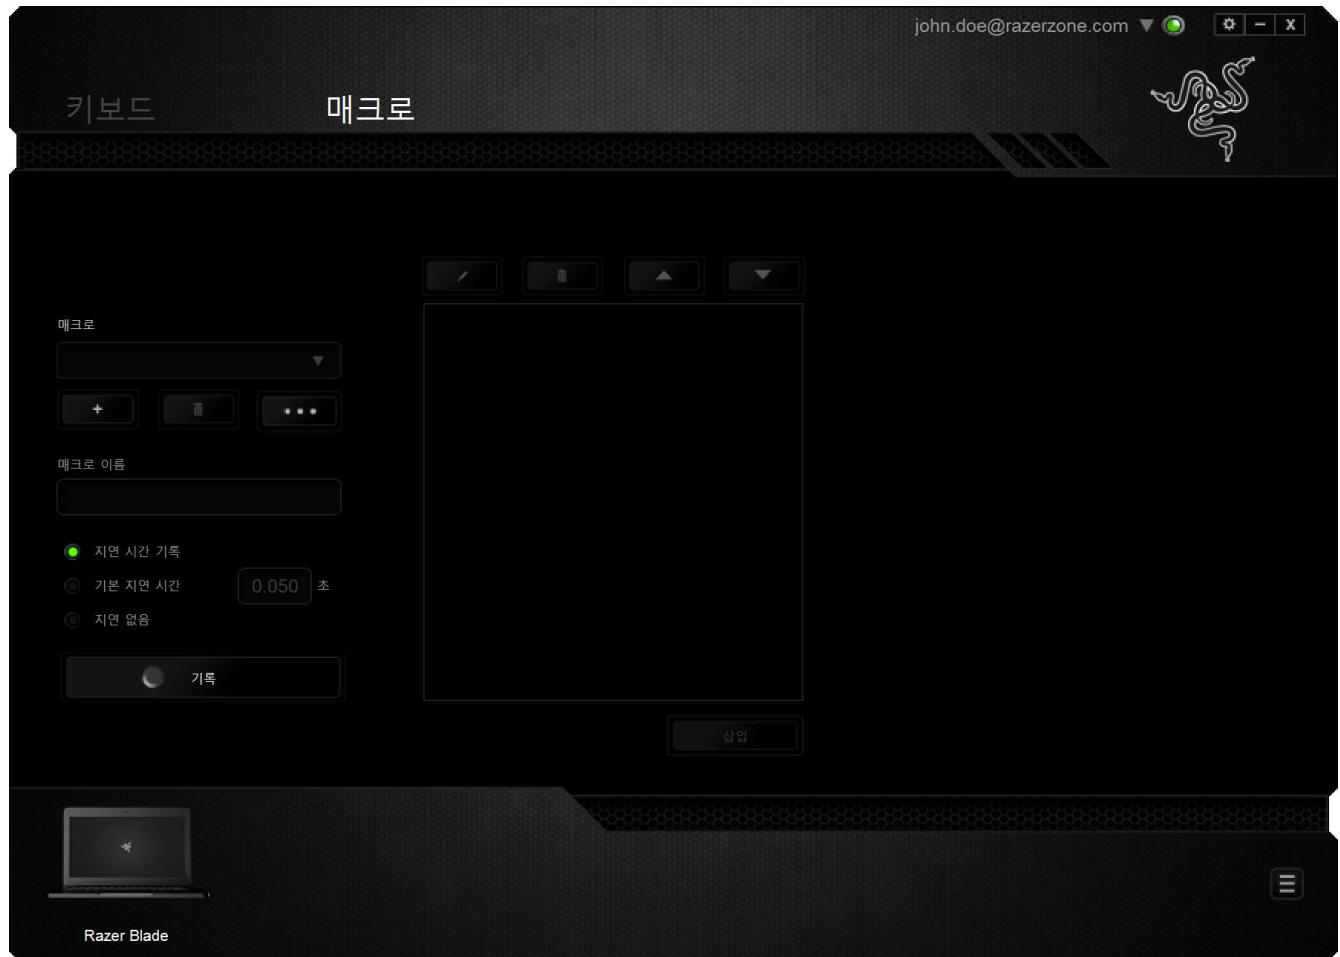 john.doe@razerzone.com
키보드
매크로
매크로
매크로 이름
지연 시간 기록
기본 지연 시간 0.050 초
지연 없음
기록
삽입
Razer Blade